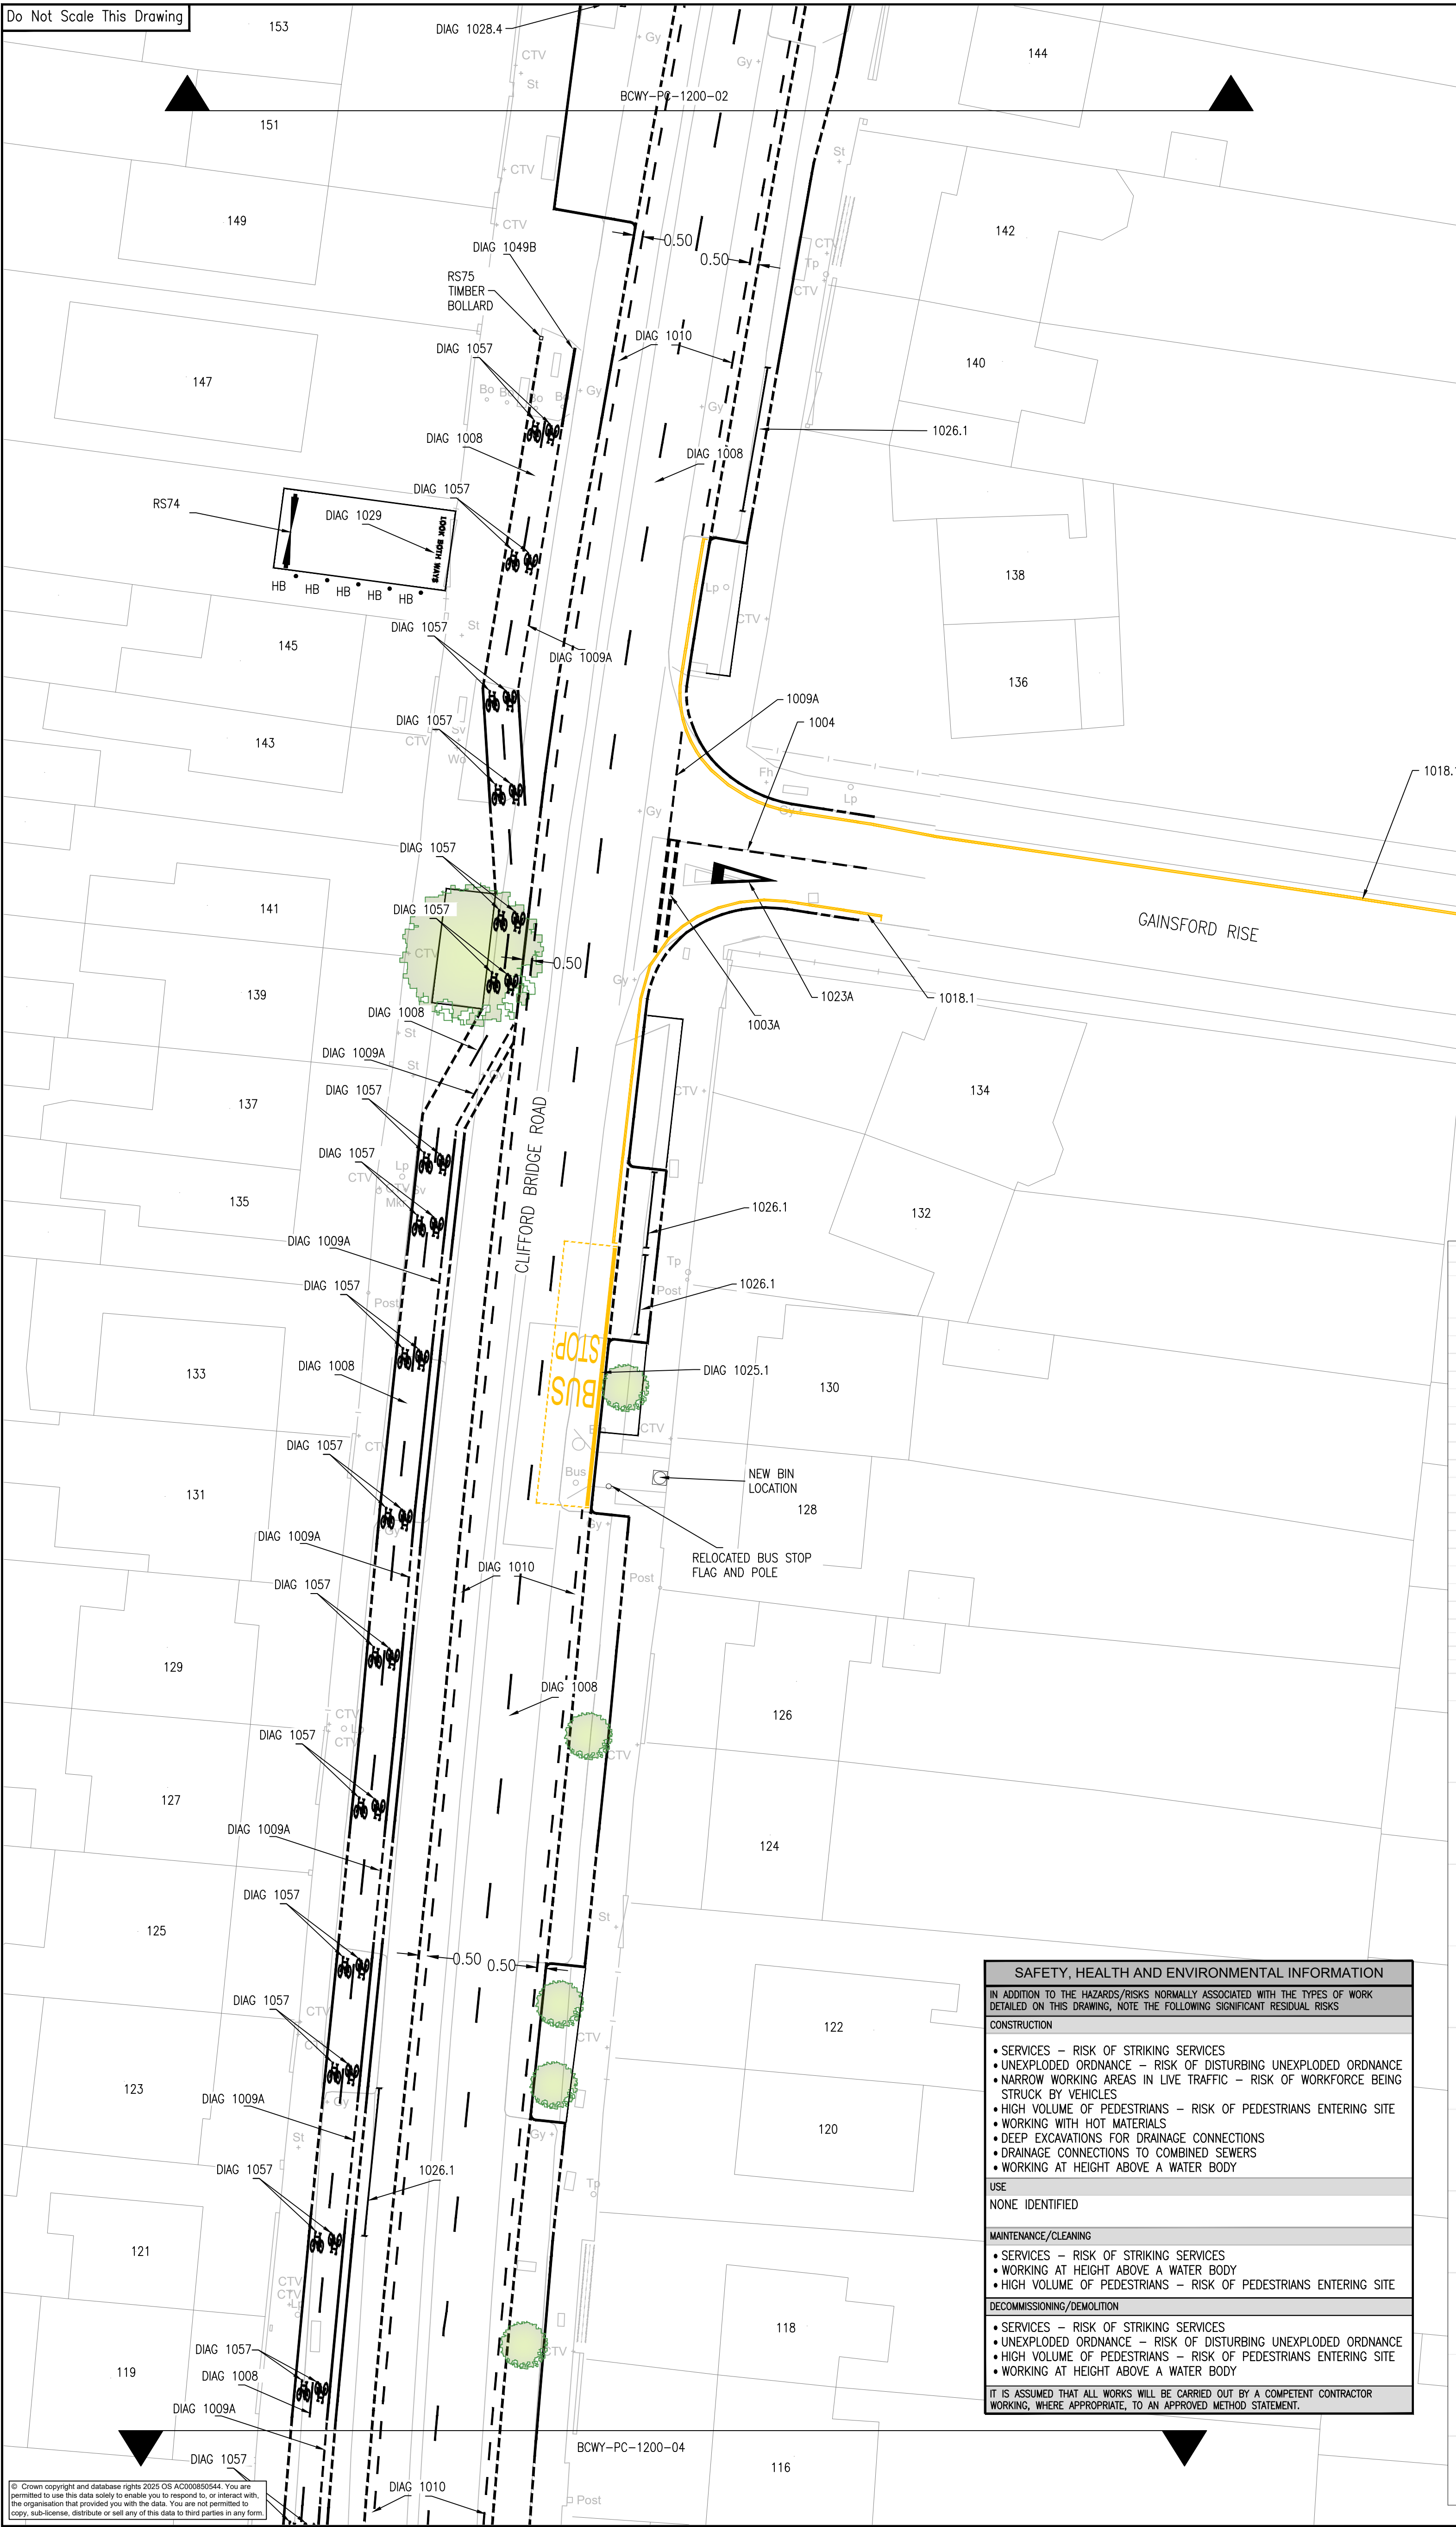 Do Not Scale This Drawing
153
DIAG 1028.4
CTV
St
Gy
Gy
144
BCWY-PC-1200-02
151
CTV
St
149
CTV
142
DIAG 1049B
0.50
0.50
CTV
Tp
CTV
RS75
TIMBER
BOLLARD
DIAG 1057
DIAG 1010
140
147
Bo
Bo
Bo
Gy
Gy
DIAG 1008
1026.1
DIAG 1008
DIAG 1057
RS74
DIAG 1029
LOOK BOTH WAYS
HB
HB
HB
HB
HB
138
Lp
CTV
DIAG 1057
St
145
DIAG 1009A
136
1009A
DIAG 1057
1004
Sv
CTV
143
Wo
Fh
Lp
1018.
Gy
Gy
DIAG 1057
141
DIAG 1057
GAINSFORD RISE
CTV
0.50
Gy
139
1023A
1018.1
DIAG 1008
1003A
St
DIAG 1009A
St
Gy
CTV
134
DIAG 1057
137
CLIFFORD BRIDGE ROAD
DIAG 1057
Lp
CTV
CTV
Sv
Mkr
135
1026.1
132
DIAG 1009A
Tp
DIAG 1057
Post
1026.1
Post
BUS
STOP
DIAG 1008
133
DIAG 1025.1
130
CTV
DIAG 1057
CTV
Bus
NEW BIN
LOCATION
131
128
DIAG 1009A
Gy
RELOCATED BUS STOP
FLAG AND POLE
DIAG 1010
DIAG 1057
Post
129
DIAG 1008
CTV
CTV
126
DIAG 1057
CTV
127
DIAG 1009A
124
DIAG 1057
125
St
0.50
0.50
DIAG 1057
CTV
122
CTV
123
DIAG 1009A
Gy
120
Gy
St
DIAG 1057
1026.1
Tp
121
CTV
CTV
118
DIAG 1057
CTV
119
DIAG 1008
DIAG 1009A
BCWY-PC-1200-04
DIAG 1057
116
DIAG 1010
Post
SAFETY, HEALTH AND ENVIRONMENTAL INFORMATION
IN ADDITION TO THE HAZARDS/RISKS NORMALLY ASSOCIATED WITH THE TYPES OF WORK
DETAILED ON THIS DRAWING, NOTE THE FOLLOWING SIGNIFICANT RESIDUAL RISKS
CONSTRUCTION
• SERVICES – RISK OF STRIKING SERVICES
• UNEXPLODED ORDNANCE – RISK OF DISTURBING UNEXPLODED ORDNANCE
• NARROW WORKING AREAS IN LIVE TRAFFIC – RISK OF WORKFORCE BEING
STRUCK BY VEHICLES
• HIGH VOLUME OF PEDESTRIANS – RISK OF PEDESTRIANS ENTERING SITE
• WORKING WITH HOT MATERIALS
• DEEP EXCAVATIONS FOR DRAINAGE CONNECTIONS
• DRAINAGE CONNECTIONS TO COMBINED SEWERS
• WORKING AT HEIGHT ABOVE A WATER BODY
USE
NONE IDENTIFIED
MAINTENANCE/CLEANING
• SERVICES – RISK OF STRIKING SERVICES
• WORKING AT HEIGHT ABOVE A WATER BODY
• HIGH VOLUME OF PEDESTRIANS – RISK OF PEDESTRIANS ENTERING SITE
DECOMMISSIONING/DEMOLITION
• SERVICES – RISK OF STRIKING SERVICES
• UNEXPLODED ORDNANCE – RISK OF DISTURBING UNEXPLODED ORDNANCE
• HIGH VOLUME OF PEDESTRIANS – RISK OF PEDESTRIANS ENTERING SITE
• WORKING AT HEIGHT ABOVE A WATER BODY
IT IS ASSUMED THAT ALL WORKS WILL BE CARRIED OUT BY A COMPETENT CONTRACTOR
WORKING, WHERE APPROPRIATE, TO AN APPROVED METHOD STATEMENT.
© Crown copyright and database rights 2025 OS AC000850544. You are
permitted to use this data solely to enable you to respond to, or interact with,
the organisation that provided you with the data. You are not permitted to
copy, sub-license, distribute or sell any of this data to third parties in any form.